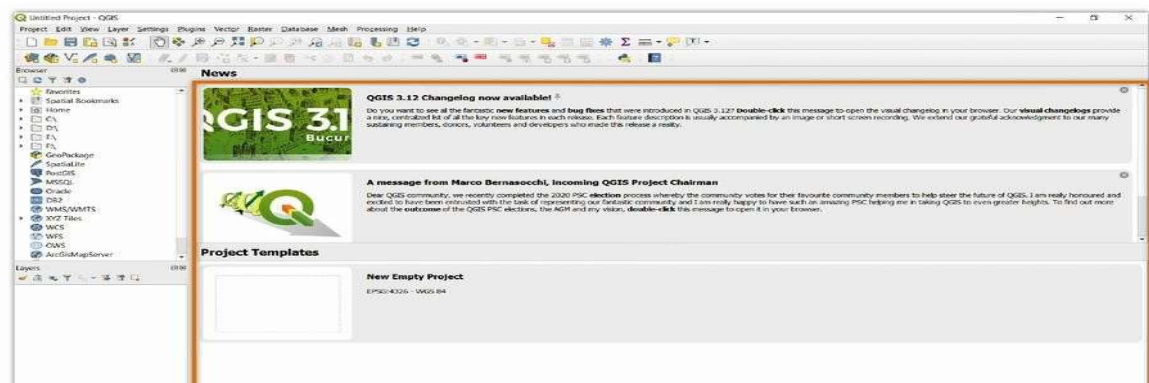 Untitled Project - QGIS
Project Edit View Layer Settings Plugins Vector Raster Database Mesh Processing Help
Browser
Favorites
Spatial Bookmarks
Home
C:\
D:\
E:\
F:\
GeoPackage
SpatiaLite
PostGIS
MSSQL
Oracle
DB2
WMS/WMTS
XYZ Tiles
WCS
WFS
OWS
ArcGisMapServer
Layers
News
QGIS 3.1
Bucur
QGIS 3.12 Changelog now available!
Do you want to see all the fantastic new features and bug fixes that were introduced in QGIS 3.12? Double-click this message to open the visual changelog in your browser. Our visual changelogs provide
a nice, centralized list of all the key new features in each release. Each feature description is usually accompanied by an image or short screen recording. We extend our grateful acknowledgment to our many
sustaining members, donors, volunteers and developers who made this release a reality.
A message from Marco Bernasocchi, incoming QGIS Project Chairman
Dear QGIS community, we recently completed the 2020 PSC election process whereby the community votes for their favourite community members to help steer the future of QGIS. I am really honoured and
excited to have been entrusted with the task of representing our fantastic community and I am really happy to have such an amazing PSC helping me in taking QGIS to even greater heights. To find out more
about the outcome of the QGIS PSC elections, the AGM and my vision, double-click this message to open it in your browser.
Project Templates
New Empty Project
EPSG:4326 - WGS 84